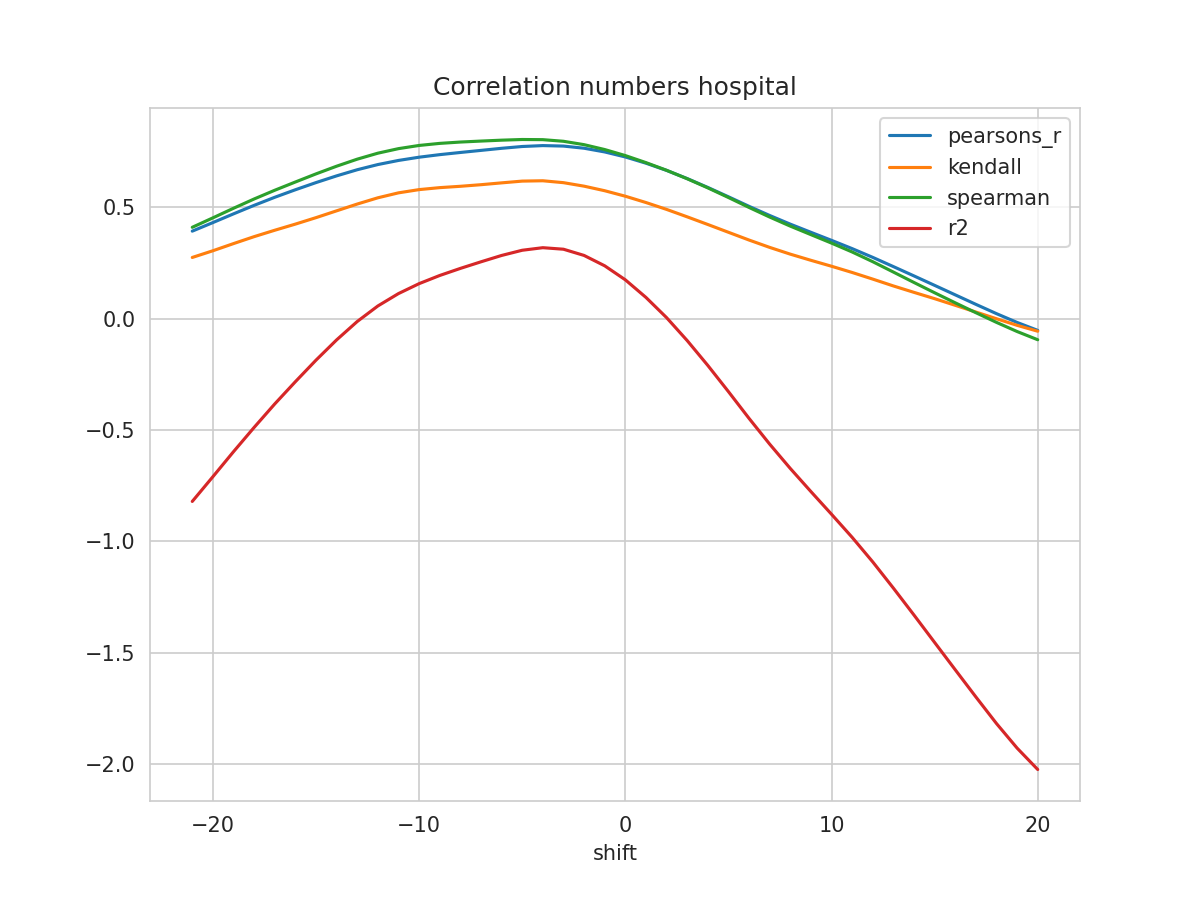 Correlation numbers hospital
pearsons_r
kendall
spearman
r2
0.5
0.0
−0.5
−1.0
−1.5
−2.0
−20 −10 0 10 20
shift